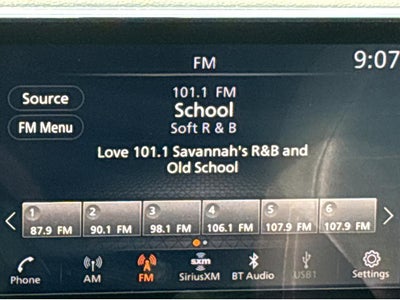 FM
9:07
Source
101.1 FM
School
FM Menu
Soft R & B
Love 101.1 Savannah's R&B and
Old School
1 2 3 4 5 6
87.9 FM 90.1 FM 98.1 FM 106.1 FM 107.9 FM 107.9 FM
sxm
Phone AM FM SiriusXM BT Audio USB1 Settings